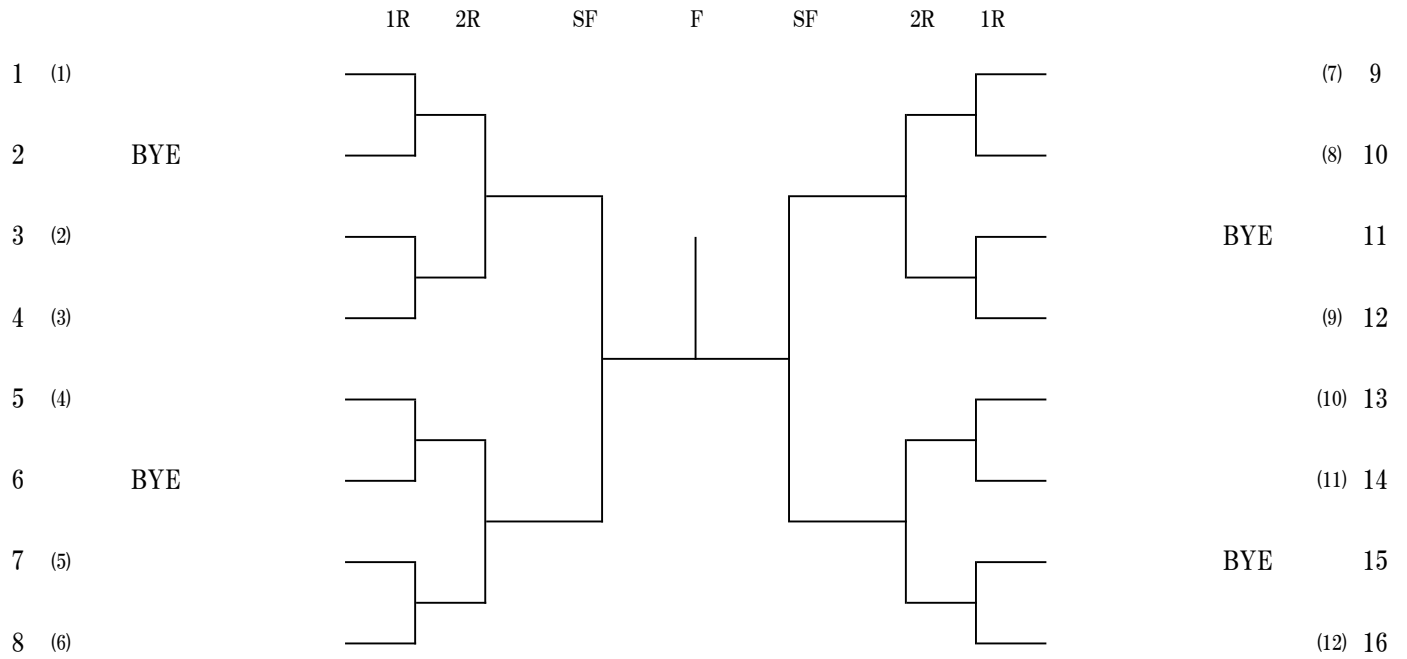 1R 2R SF F SF 2R 1R
1 (1) (7) 9
2 BYE (8) 10
3 (2) BYE 11
4 (3) (9) 12
5 (4) (10) 13
6 BYE (11) 14
7 (5) BYE 15
8 (6) (12) 16